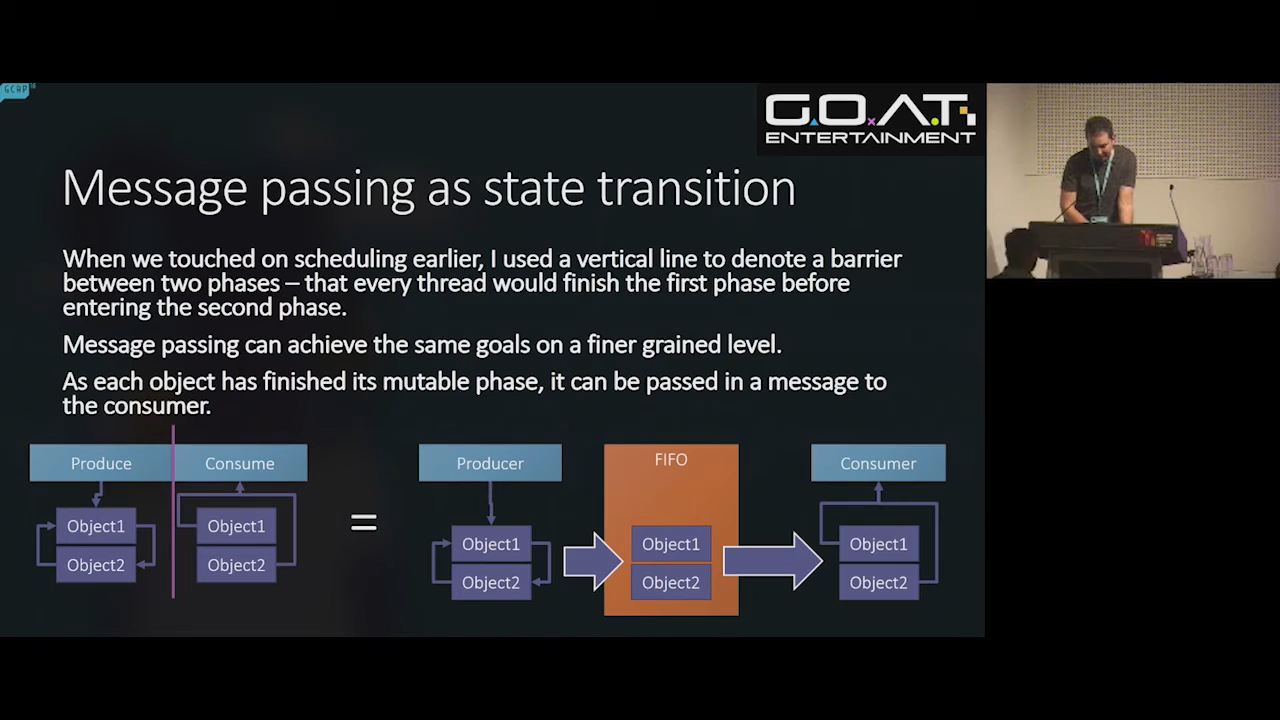 GCAP
G.O.A.T.
ENTERTAINMENT
Message passing as state transition
When we touched on scheduling earlier, I used a vertical line to denote a barrier
between two phases – that every thread would finish the first phase before
entering the second phase.
Message passing can achieve the same goals on a finer grained level.
As each object has finished its mutable phase, it can be passed in a message to
the consumer.
Produce
Consume
Object1
Object2
Object1
Object2
=
Producer
Object1
Object2
FIFO
Object1
Object2
Consumer
Object1
Object2